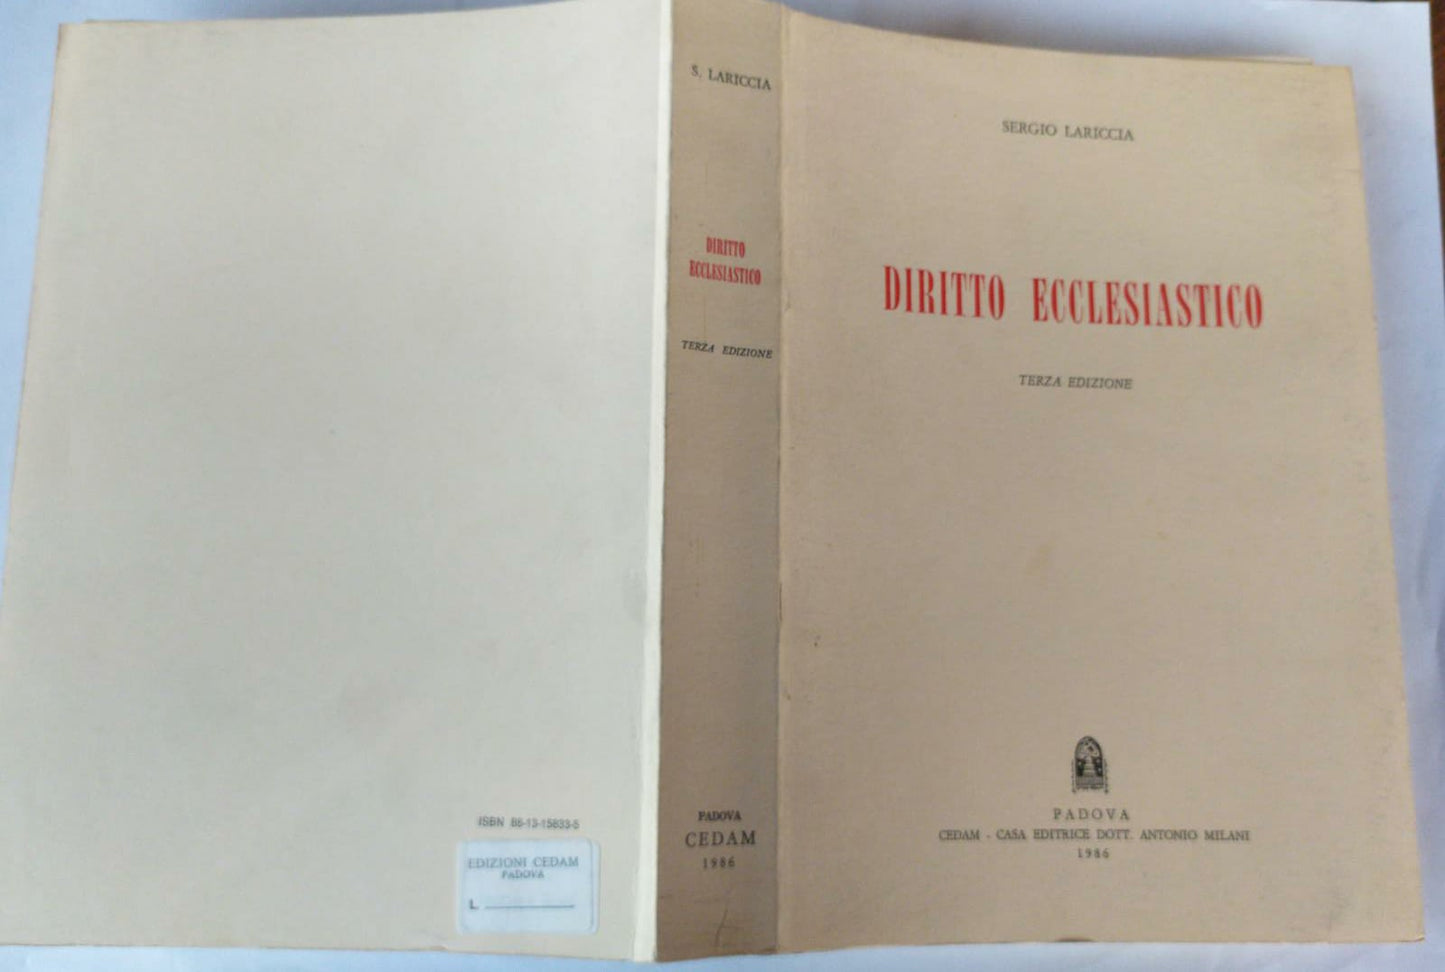 ISBN 88-13-15833-5
EDIZIONI CEDAM
PADOVA
L.
S. LARICCIA
DIRITTO
ECCLESIASTICO
TERZA EDIZIONE
PADOVA
CEDAM
1986
SERGIO LARICCIA
DIRITTO ECCLESIASTICO
TERZA EDIZIONE
PADOVA
CEDAM - CASA EDITRICE DOTT. ANTONIO MILANI
1986